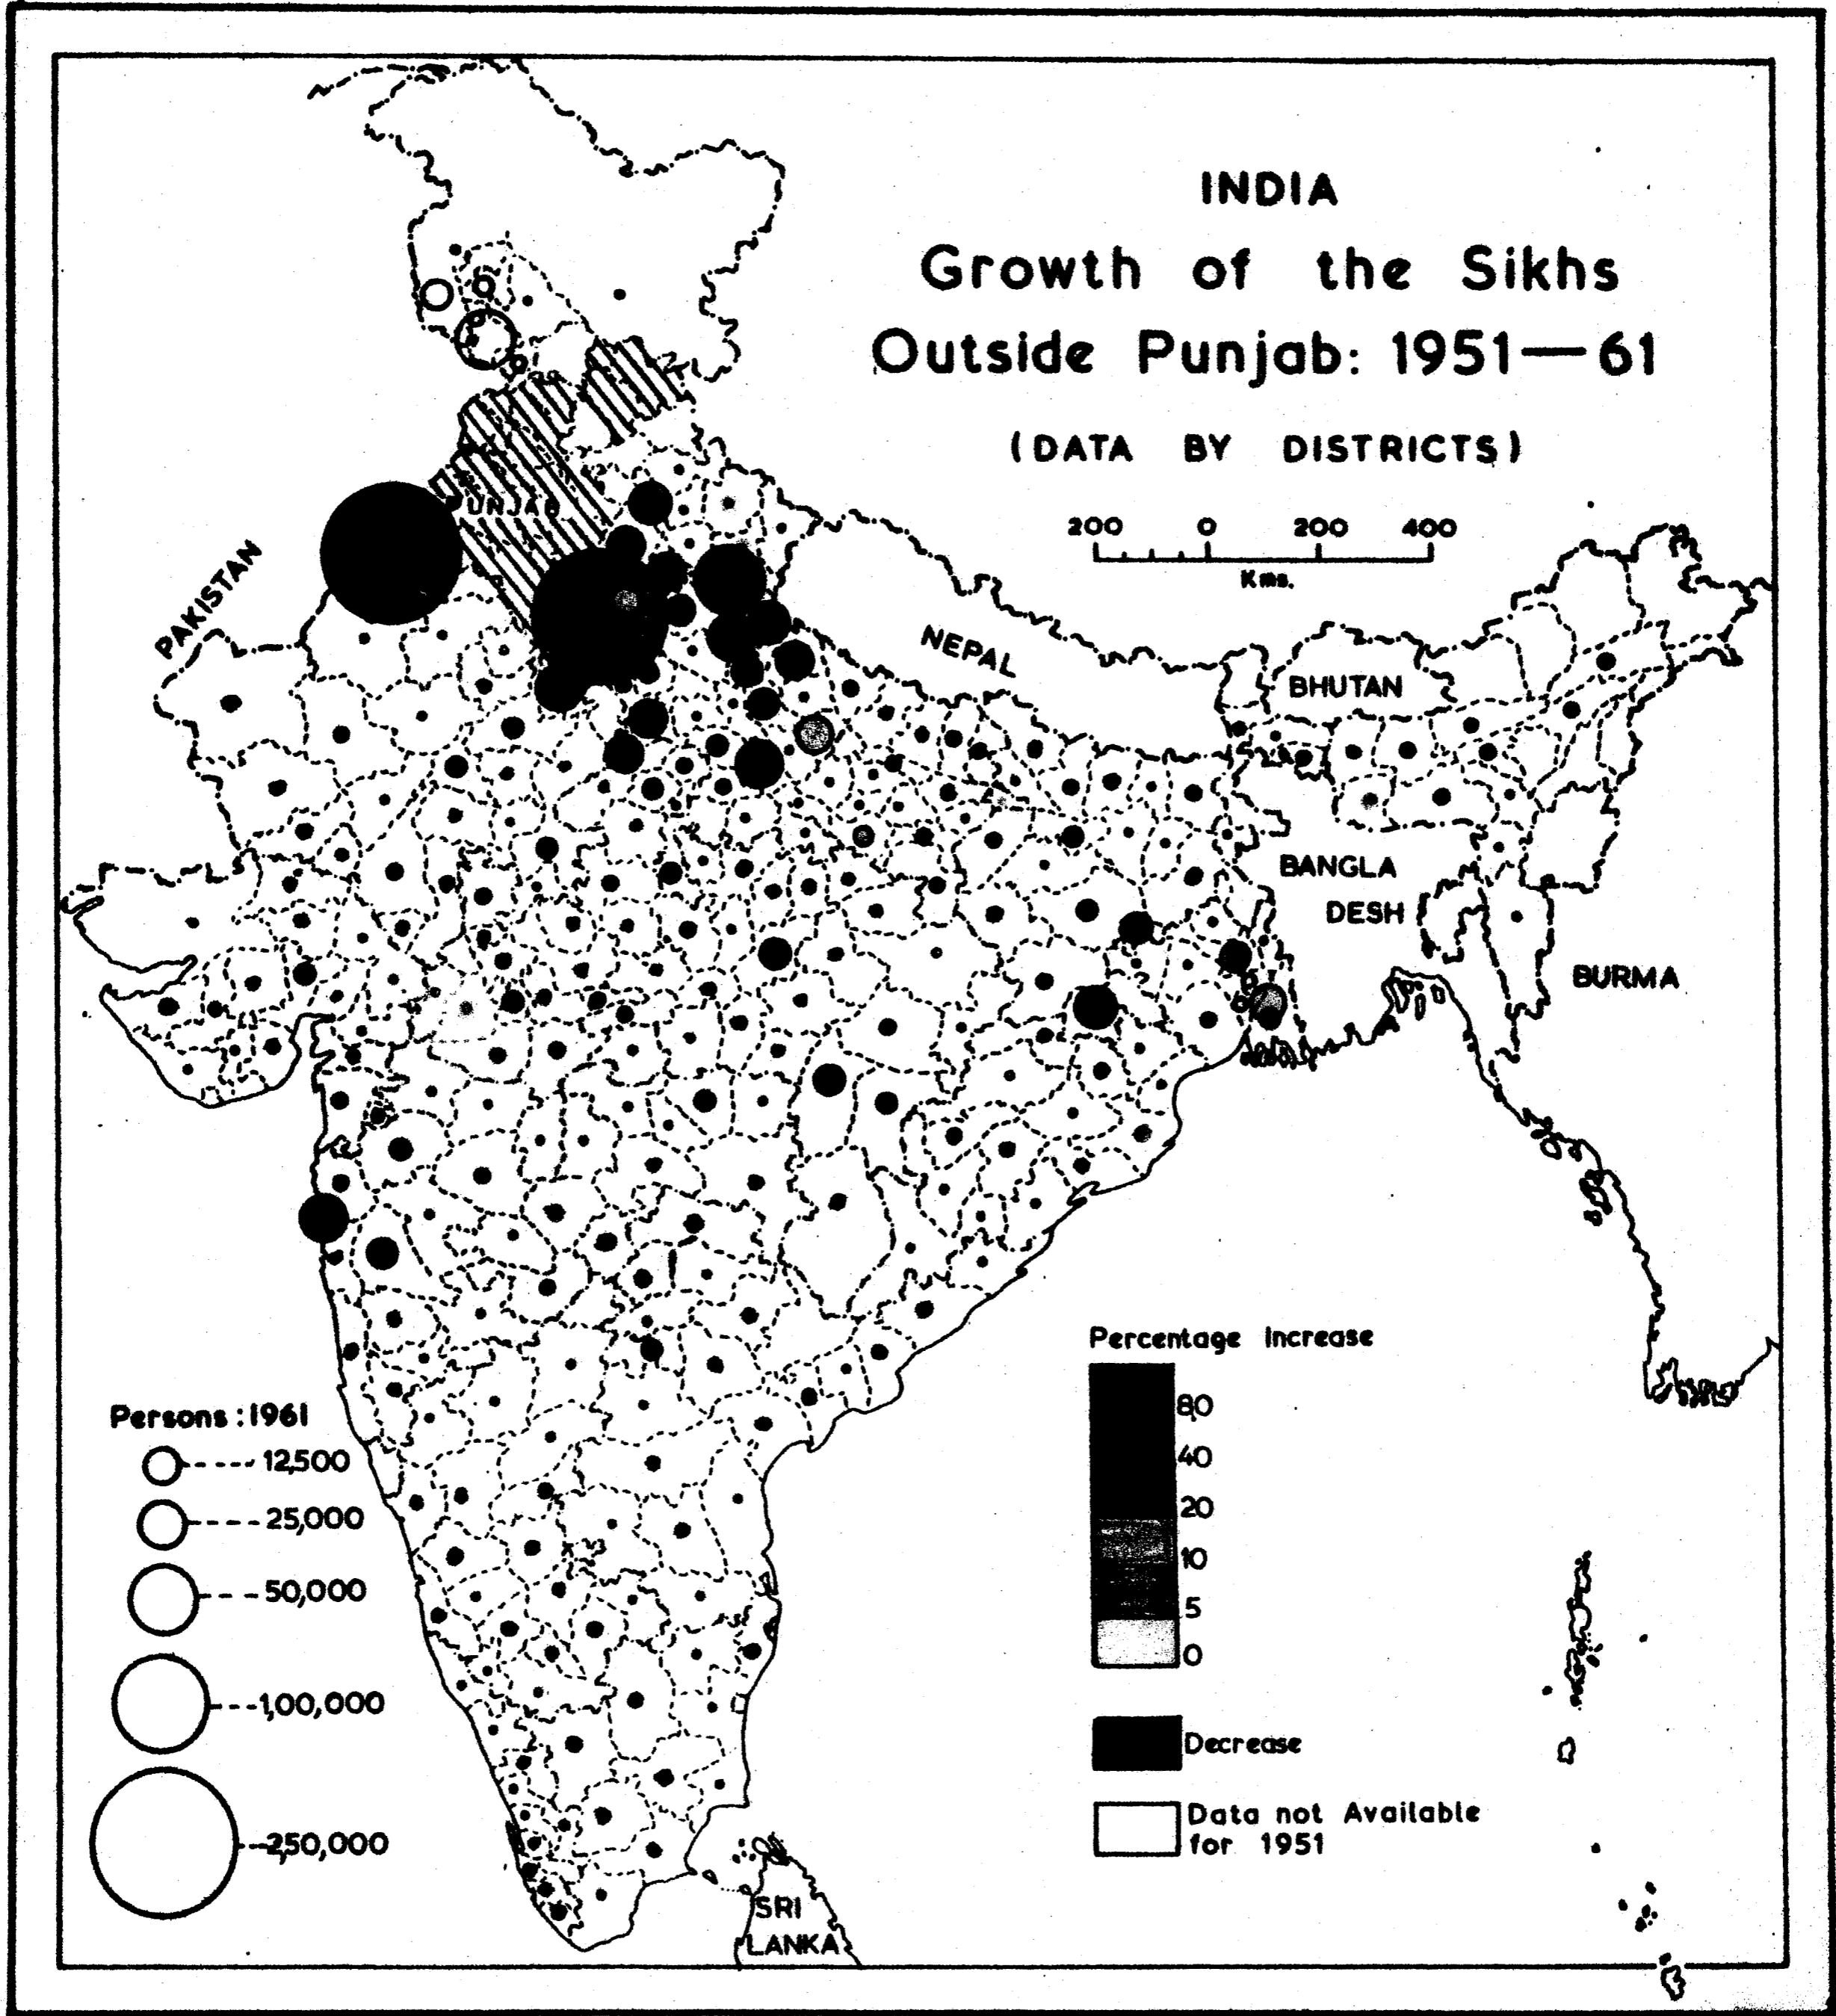 INDIA
Growth of the Sikhs
Outside Punjab: 1951—61
(DATA BY DISTRICTS)
200 0 200 400
Kms.
PUNJAB
PAKISTAN
NEPAL
BHUTAN
BANGLA
DESH
BURMA
Percentage Increase
80
40
20
10
5
0
Decrease
Data not Available
for 1951
Persons:1961
12,500
25,000
50,000
1,00,000
2,50,000
SRI
LANKA